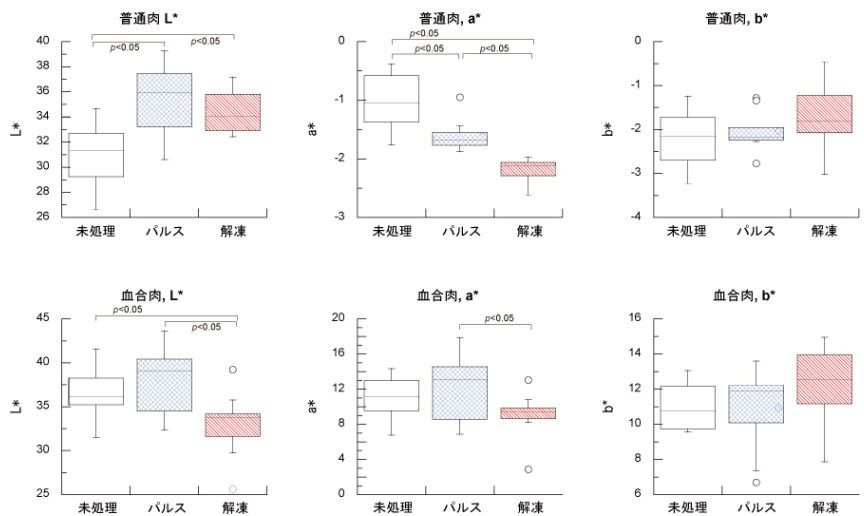 普通肉 L*
普通肉, a*
普通肉, b*
40
38
36
34
32
30
28
26
L*
p<0.05
p<0.05
未処理
パルス
解凍
0
-1
-2
-3
a*
p<0.05
p<0.05
p<0.05
未処理
パルス
解凍
0
-1
-2
-3
-4
b*
未処理
パルス
解凍
血合肉, L*
血合肉, a*
血合肉, b*
45
40
35
30
25
L*
p<0.05
p<0.05
未処理
パルス
解凍
20
16
12
8
4
0
a*
p<0.05
未処理
パルス
解凍
16
14
12
10
8
6
b*
未処理
パルス
解凍